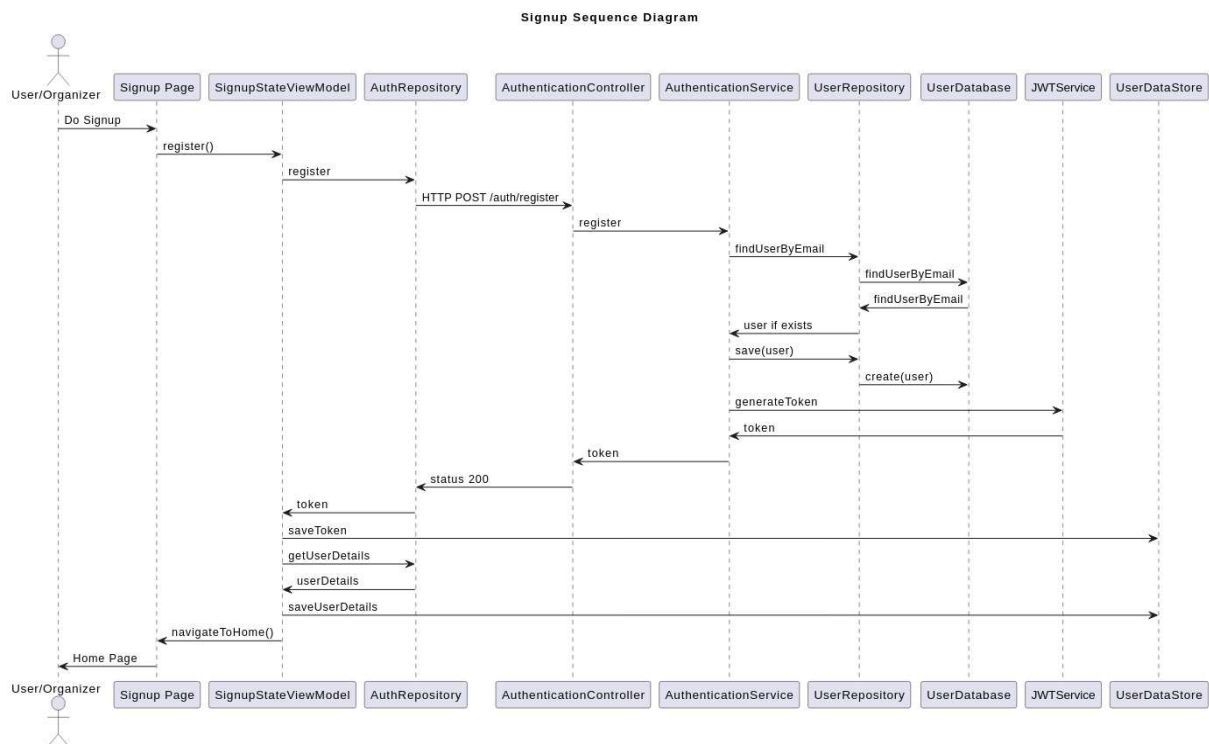 Signup Sequence Diagram
User/Organizer
Signup Page
SignupStateViewModel
AuthRepository
AuthenticationController
AuthenticationService
UserRepository
UserDatabase
JWTService
UserDataStore
Do Signup
register()
register
HTTP POST /auth/register
register
findUserByEmail
findUserByEmail
findUserByEmail
user if exists
save(user)
create(user)
generateToken
token
token
status 200
token
saveToken
getUserDetails
userDetails
saveUserDetails
navigateToHome()
Home Page
User/Organizer
Signup Page
SignupStateViewModel
AuthRepository
AuthenticationController
AuthenticationService
UserRepository
UserDatabase
JWTService
UserDataStore